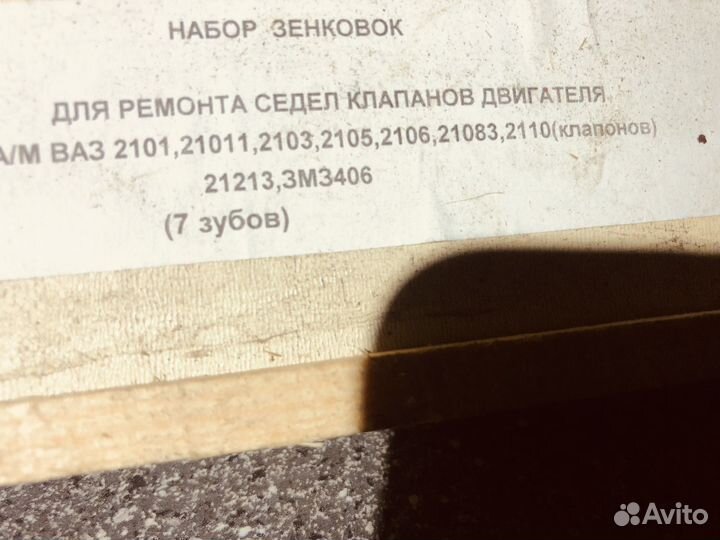 НАБОР ЗЕНКОВОК
ДЛЯ РЕМОНТА СЕДЕЛ КЛАПАНОВ ДВИГАТЕЛЯ
А/М ВАЗ 2101,21011,2103,2105,2106,21083,2110(клапонов)
21213,ЗМЗ406
(7 зубов)
Avito